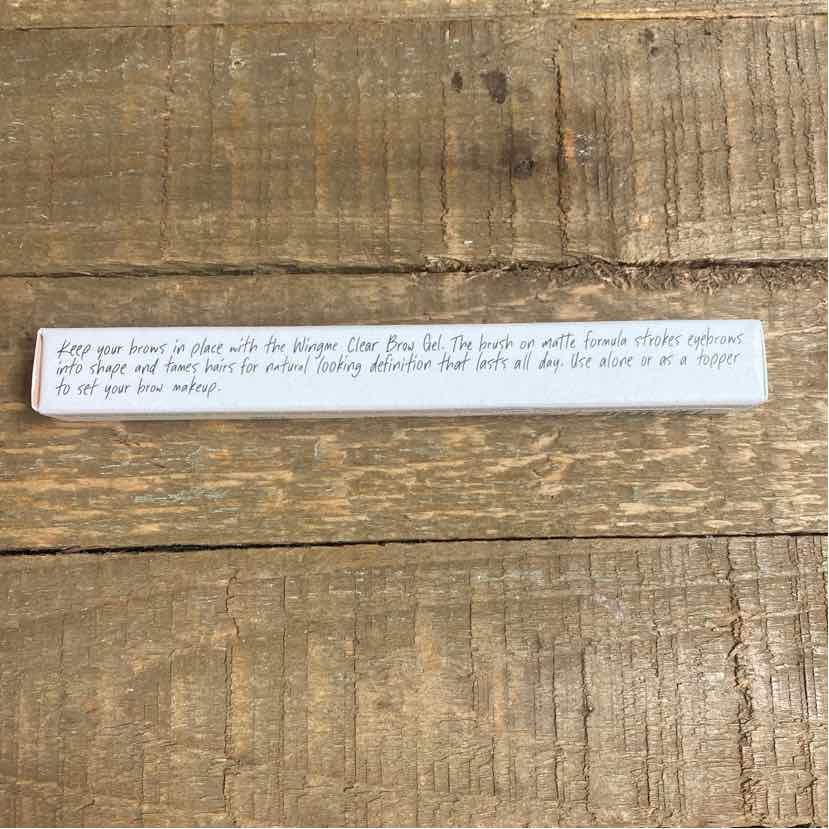 Keep your brows in place with the Wingme Clear Brow Gel. The brush on matte formula strokes eyebrows
into shape and tames hairs for natural looking definition that lasts all day. Use alone or as a topper
to set your brow makeup.